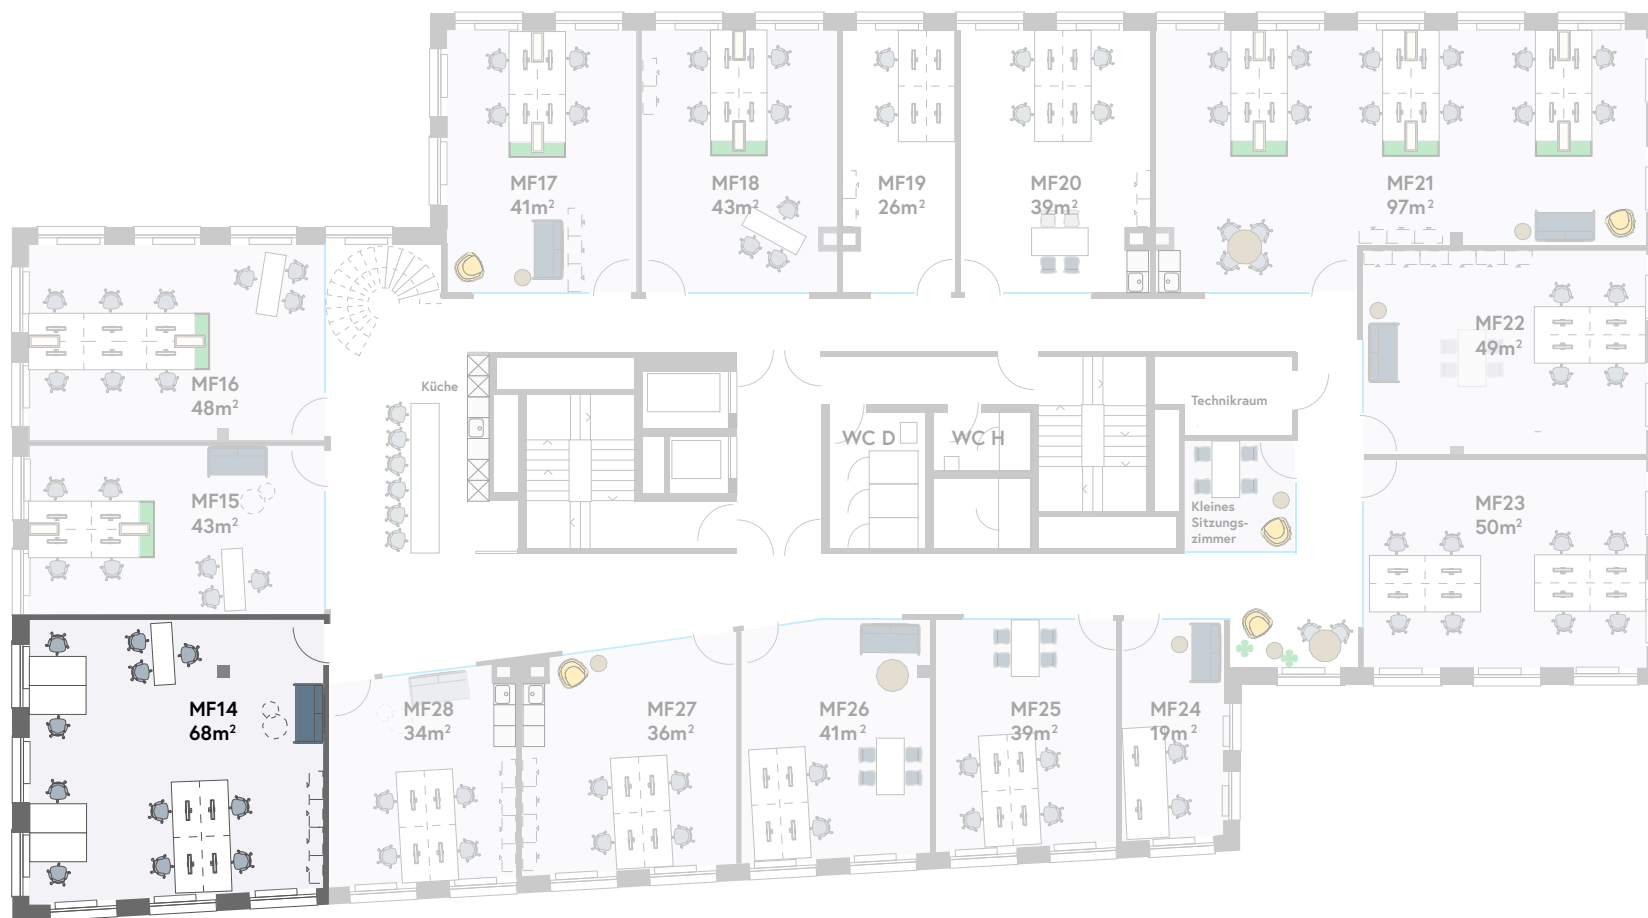 MF17
41m²
MF18
43m²
MF19
26m²
MF20
39m²
MF21
97m²
MF22
49m²
MF16
48m²
Küche
Technikraum
WC D
WC H
MF15
43m²
Kleines
Sitzungs-
zimmer
MF23
50m²
MF14
68m²
MF28
34m²
MF27
36m²
MF26
41m²
MF25
39m²
MF24
19m²